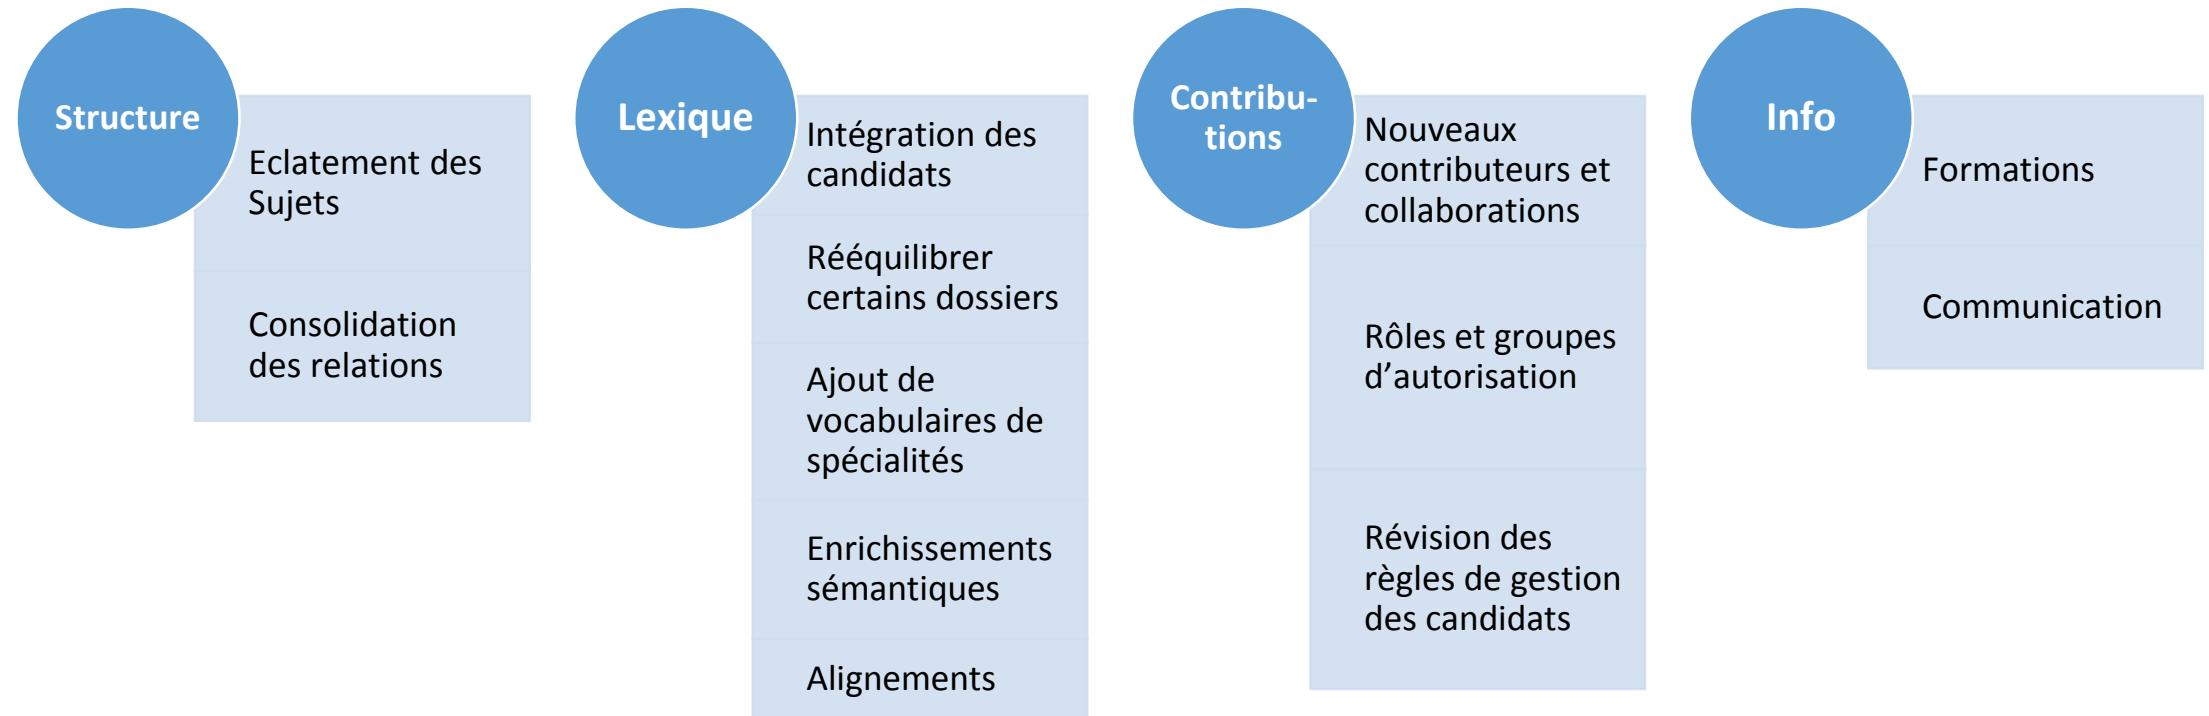 Structure
Eclatement des
Sujets
Consolidation
des relations
Lexique
Intégration des
candidats
Rééquilibrer
certains dossiers
Ajout de
vocabulaires de
spécialités
Enrichissements
sémantiques
Alignements
Contribu-
tions
Nouveaux
contributeurs et
collaborations
Rôles et groupes
d’autorisation
Révision des
règles de gestion
des candidats
Info
Formations
Communication